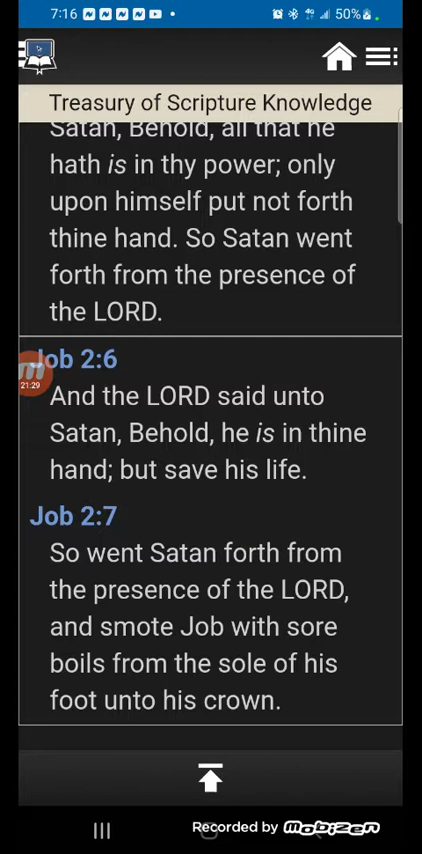 7:16 50%
Treasury of Scripture Knowledge
Satan, Behold, all that he
hath is in thy power; only
upon himself put not forth
thine hand. So Satan went
forth from the presence of
the LORD.
Job 2:6
And the LORD said unto
Satan, Behold, he is in thine
hand; but save his life.
21:29
Job 2:7
So went Satan forth from
the presence of the LORD,
and smote Job with sore
boils from the sole of his
foot unto his crown.
Recorded by mobizen